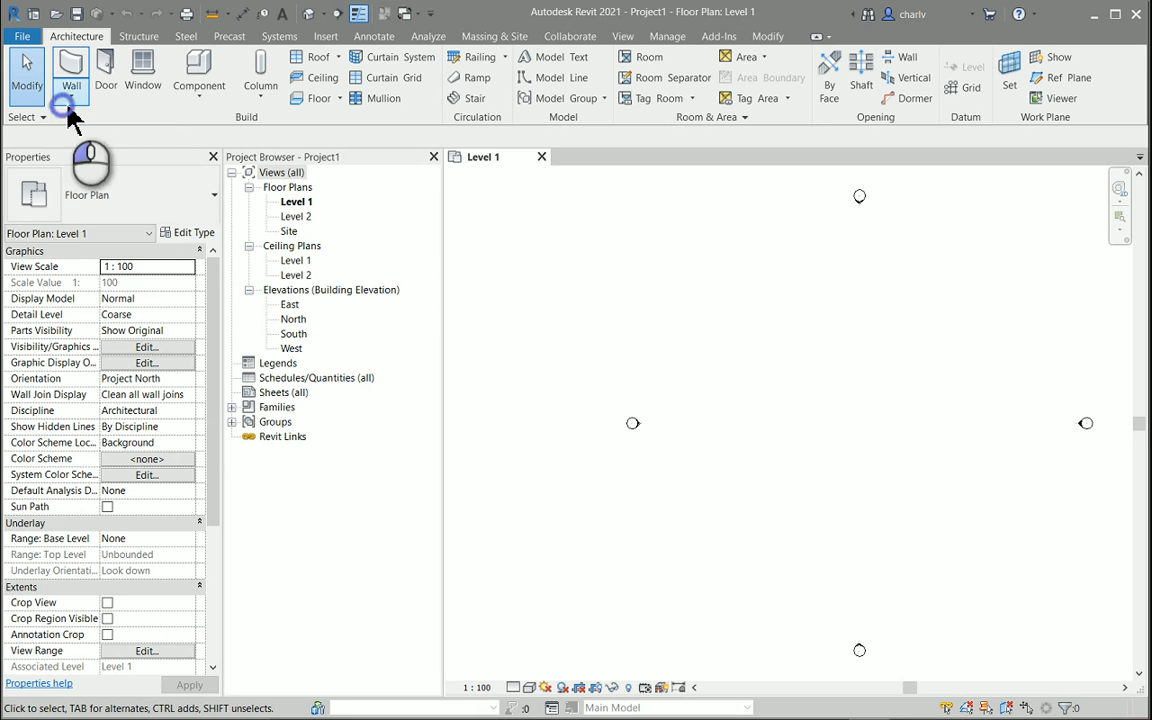 Autodesk Revit 2021 - Project1 - Floor Plan: Level 1
charlv
File Architecture Structure Steel Precast Systems Insert Annotate Analyze Massing & Site Collaborate View Manage Add-Ins Modify
Modify
Wall
Door
Window
Component
Column
Roof
Ceiling
Floor
Curtain System
Curtain Grid
Mullion
Railing
Ramp
Stair
Model Text
Model Line
Model Group
Room
Room Separator
Tag Room
Area
Area Boundary
Tag Area
By Face
Shaft
Wall
Vertical
Dormer
Level
Grid
Set
Show
Ref Plane
Viewer
Select
Build
Circulation
Model
Room & Area
Opening
Datum
Work Plane
Properties
Floor Plan
Floor Plan: Level 1
Edit Type
Graphics
View Scale 1 : 100
Scale Value 1: 100
Display Model Normal
Detail Level Coarse
Parts Visibility Show Original
Visibility/Graphics ... Edit...
Graphic Display O... Edit...
Orientation Project North
Wall Join Display Clean all wall joins
Discipline Architectural
Show Hidden Lines By Discipline
Color Scheme Loc... Background
Color Scheme <none>
System Color Sche... Edit...
Default Analysis D... None
Sun Path
Underlay
Range: Base Level None
Range: Top Level Unbounded
Underlay Orientati... Look down
Extents
Crop View
Crop Region Visible
Annotation Crop
View Range Edit...
Associated Level Level 1
Properties help
Apply
Project Browser - Project1
Views (all)
Floor Plans
Level 1
Level 2
Site
Ceiling Plans
Level 1
Level 2
Elevations (Building Elevation)
East
North
South
West
Legends
Schedules/Quantities (all)
Sheets (all)
Families
Groups
Revit Links
Level 1
1 : 100
Click to select, TAB for alternates, CTRL adds, SHIFT unselects.
:0
Main Model
:0